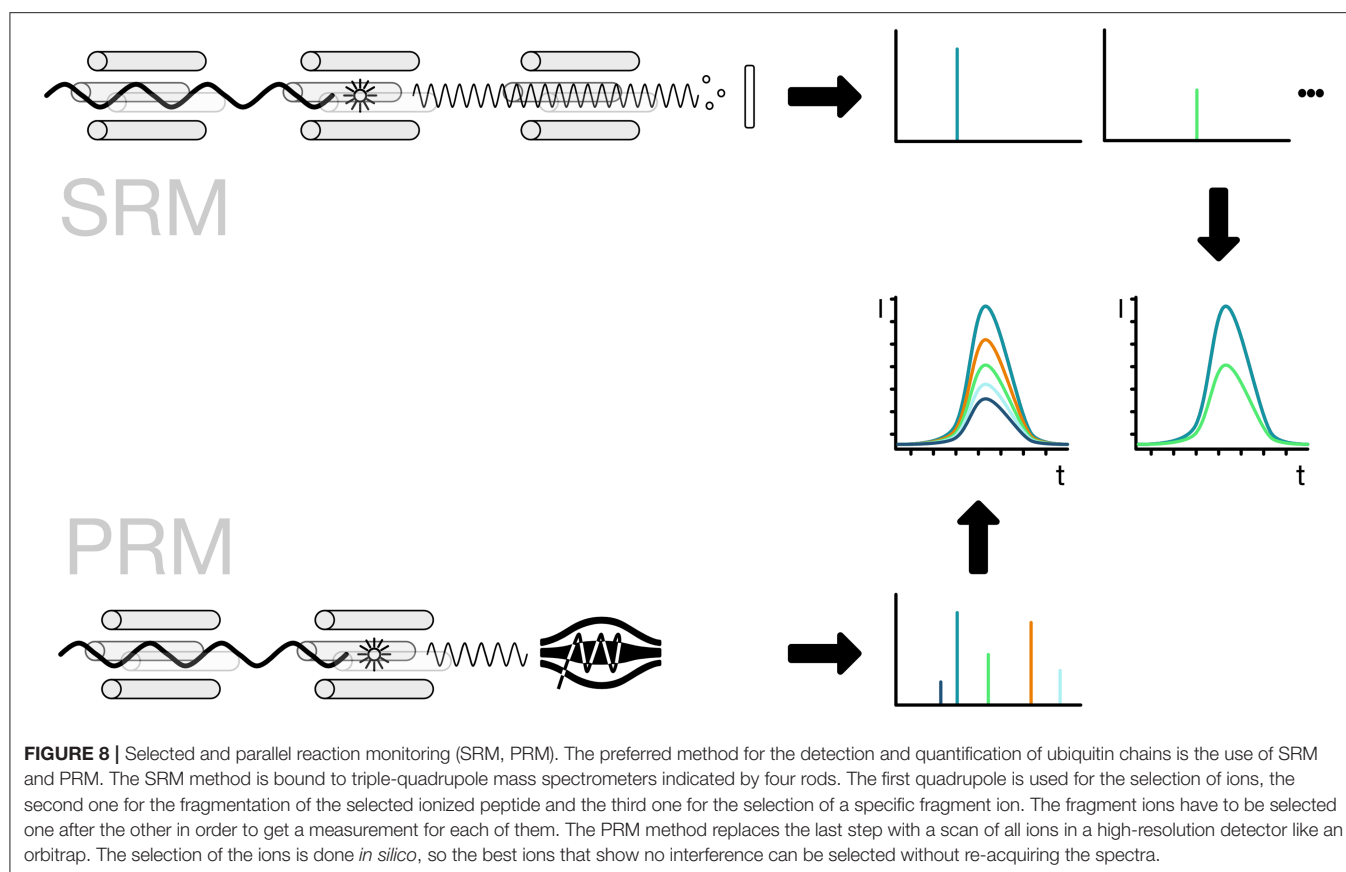 SRM
I
t
I
t
PRM
FIGURE 8 | Selected and parallel reaction monitoring (SRM, PRM). The preferred method for the detection and quantification of ubiquitin chains is the use of SRM
and PRM. The SRM method is bound to triple-quadrupole mass spectrometers indicated by four rods. The first quadrupole is used for the selection of ions, the
second one for the fragmentation of the selected ionized peptide and the third one for the selection of a specific fragment ion. The fragment ions have to be selected
one after the other in order to get a measurement for each of them. The PRM method replaces the last step with a scan of all ions in a high-resolution detector like an
orbitrap. The selection of the ions is done in silico, so the best ions that show no interference can be selected without re-acquiring the spectra.